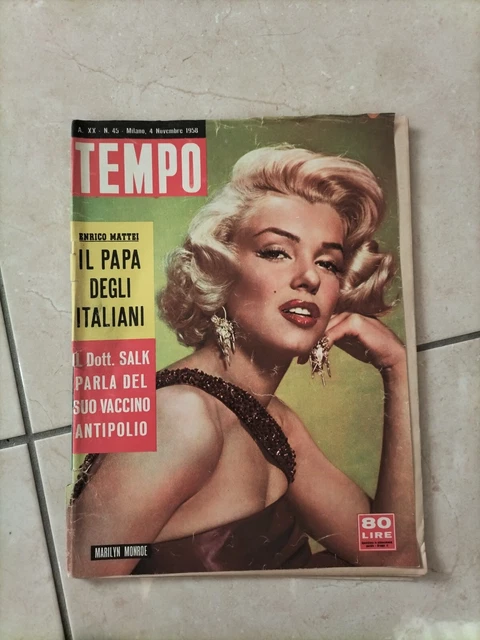 A. XX - N. 45 - Milano, 4 Novembre 1958
TEMPO
ENRICO MATTEI
IL PAPA
DEGLI
ITALIANI
IL Dott. SALK
PARLA DEL
SUO VACCINO
ANTIPOLIO
MARILYN MONROE
80
LIRE